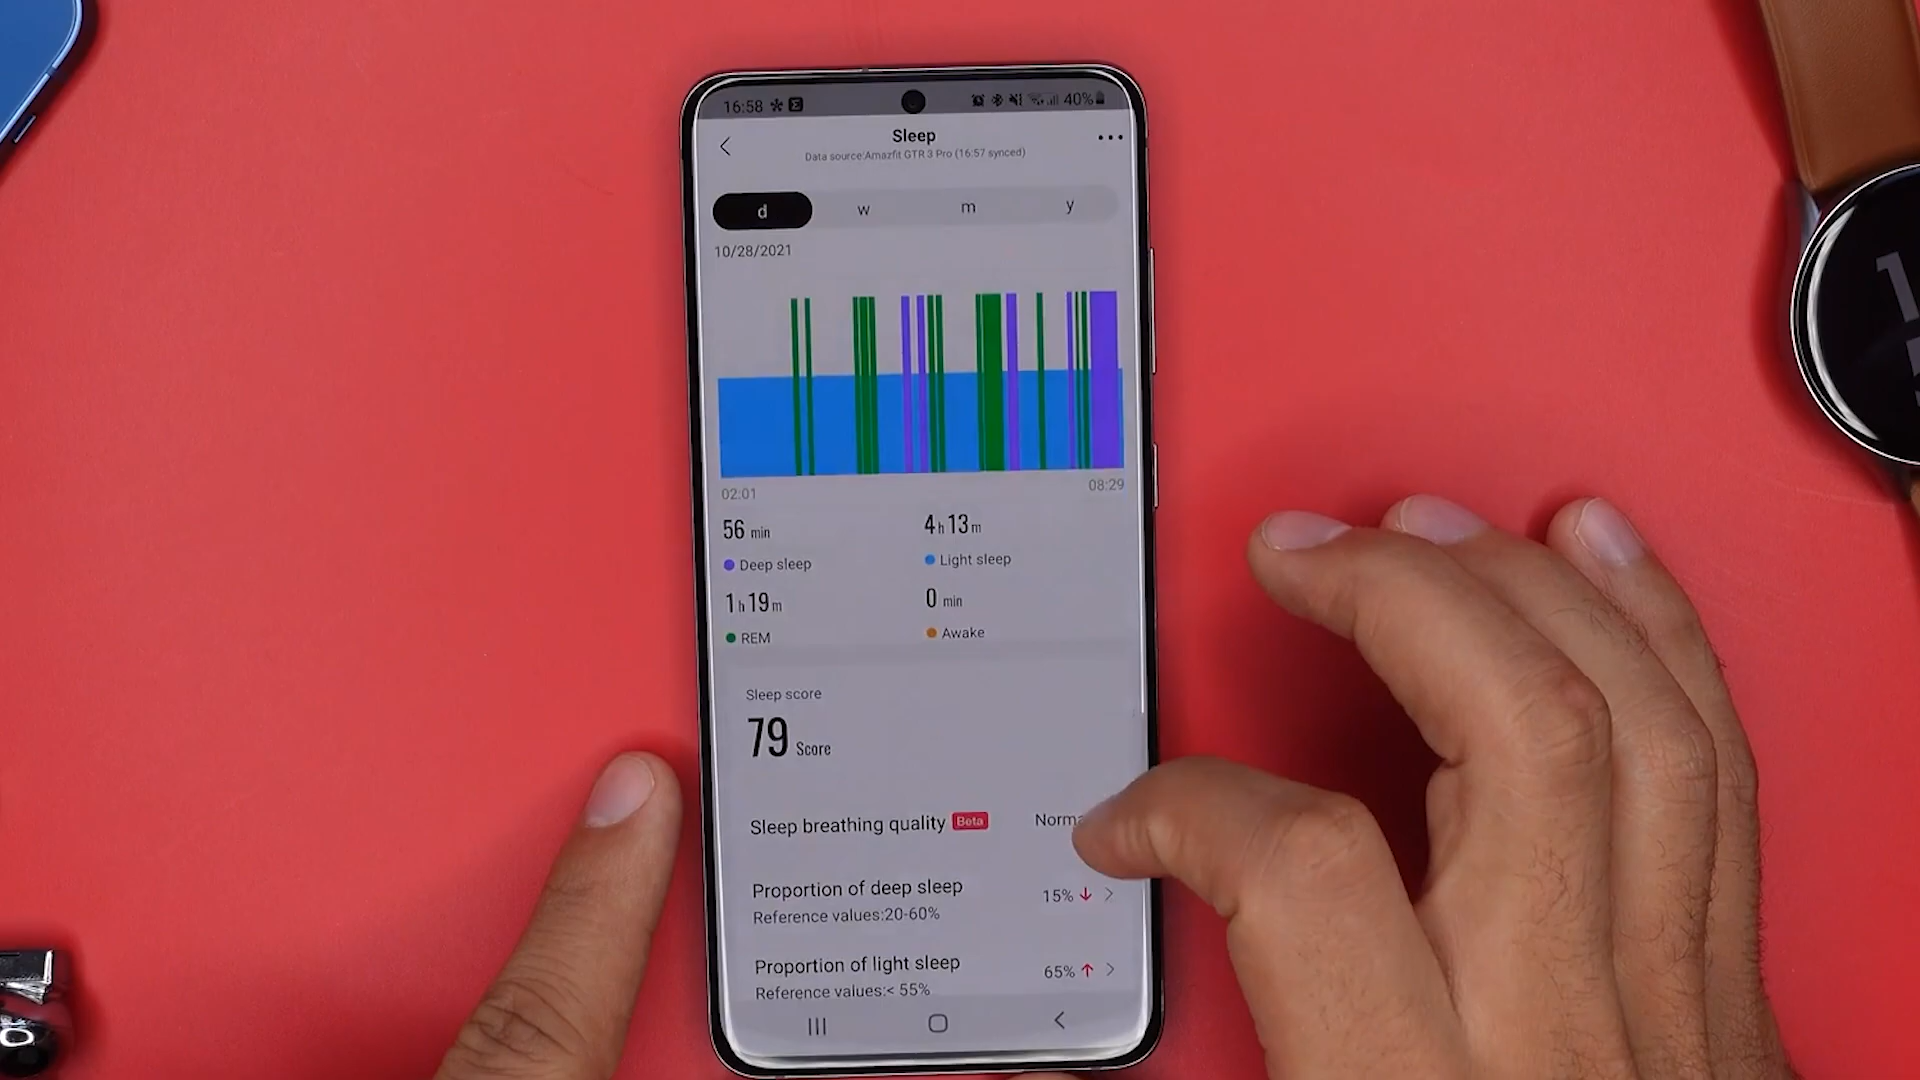 16:58
40%
Sleep
Data source:Amazfit GTR 3 Pro (16:57 synced)
d w m y
10/28/2021
02:01 08:29
56 min 4 h 13 m
Deep sleep Light sleep
1 h 19 m 0 min
REM Awake
Sleep score
79 Score
Sleep breathing quality Beta
Proportion of deep sleep 15%
Reference values:20-60%
Proportion of light sleep 65%
Reference values:< 55%